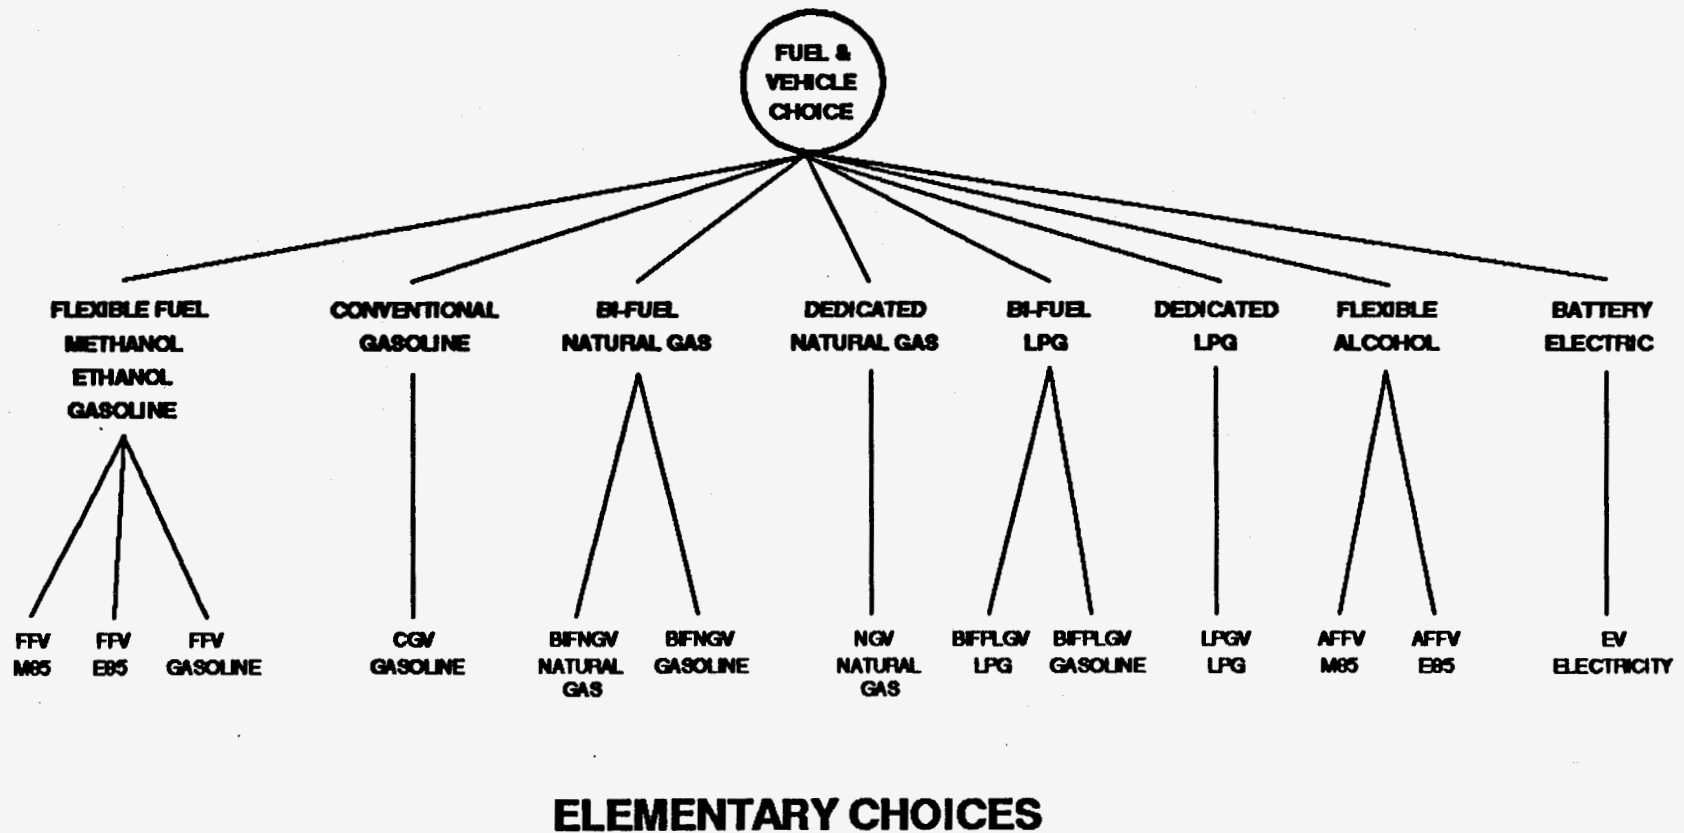 FUEL &
VEHICLE
CHOICE
FLEXIBLE FUEL
METHANOL
ETHANOL
GASOLINE
CONVENTIONAL
GASOLINE
BI-FUEL
NATURAL GAS
DEDICATED
NATURAL GAS
BI-FUEL
LPG
DEDICATED
LPG
FLEXIBLE
ALCOHOL
BATTERY
ELECTRIC
FFV
M85
FFV
E85
FFV
GASOLINE
CGV
GASOLINE
BIFNGV
NATURAL
GAS
BIFNGV
GASOLINE
NGV
NATURAL
GAS
BIFPLGV
LPG
BIFPLGV
GASOLINE
LPGV
LPG
AFFV
M85
AFFV
E85
EV
ELECTRICITY
ELEMENTARY CHOICES